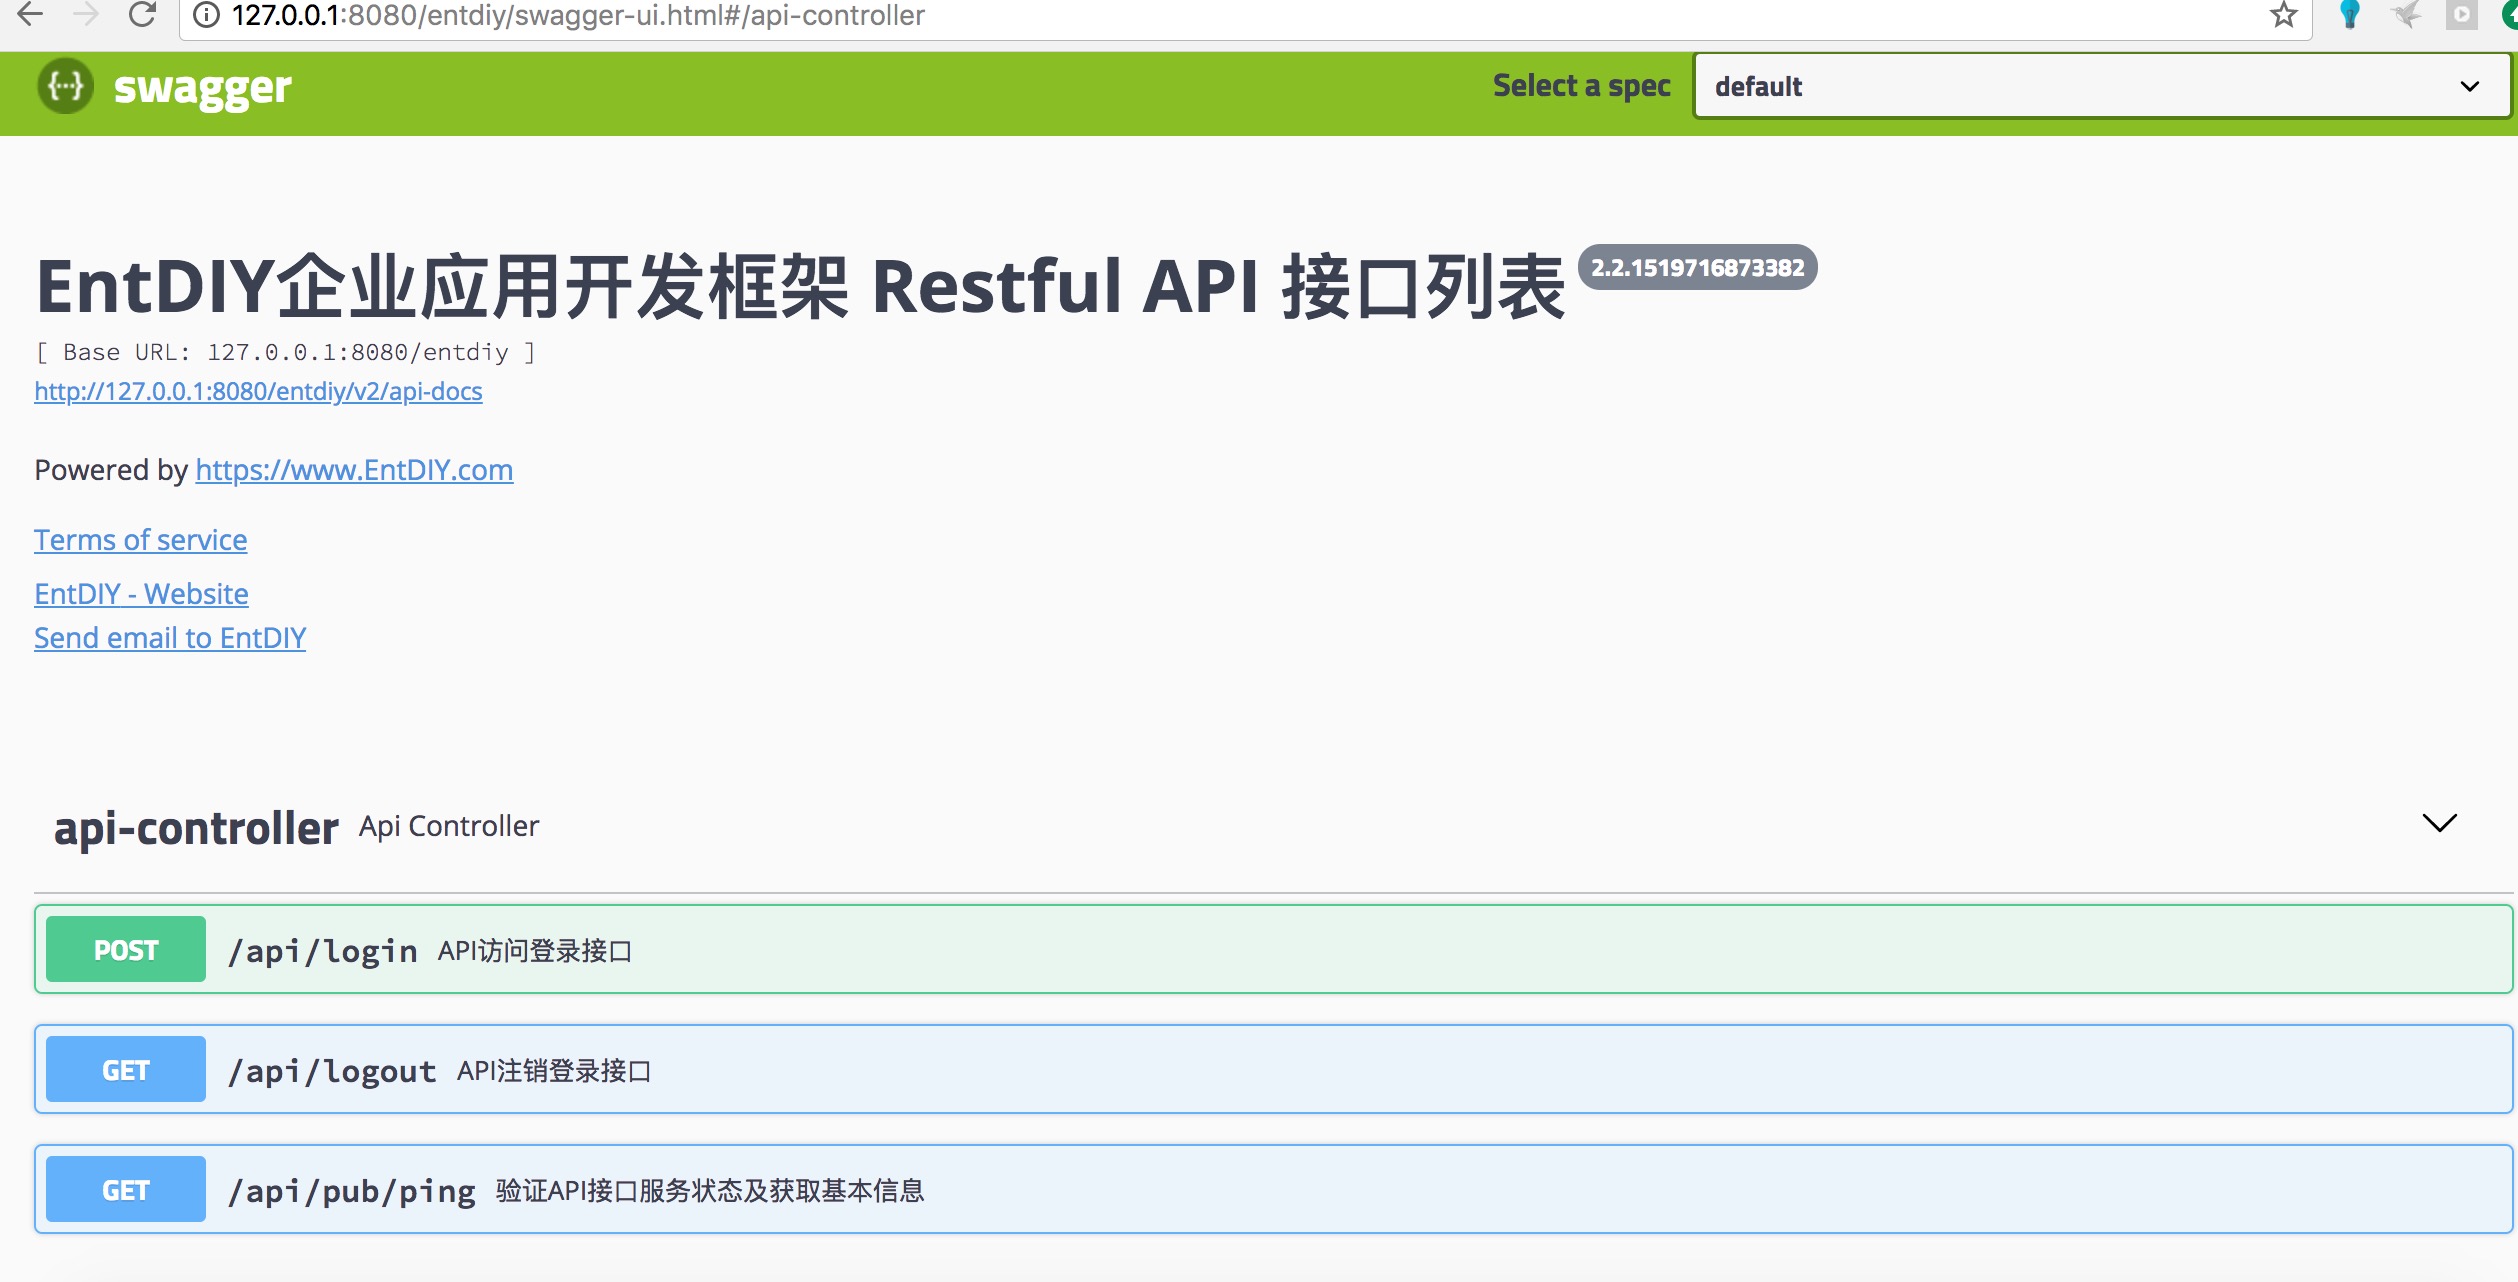 127.0.0.1:8080/entdiy/swagger-ui.html#/api-controller
{···} swagger Select a spec default
EntDIY企业应用开发框架 Restful API 接口列表 2.2.1519716873382
[ Base URL: 127.0.0.1:8080/entdiy ]
http://127.0.0.1:8080/entdiy/v2/api-docs
Powered by https://www.EntDIY.com
Terms of service
EntDIY - Website
Send email to EntDIY
api-controller Api Controller
POST /api/login API访问登录接口
GET /api/logout API注销登录接口
GET /api/pub/ping 验证API接口服务状态及获取基本信息